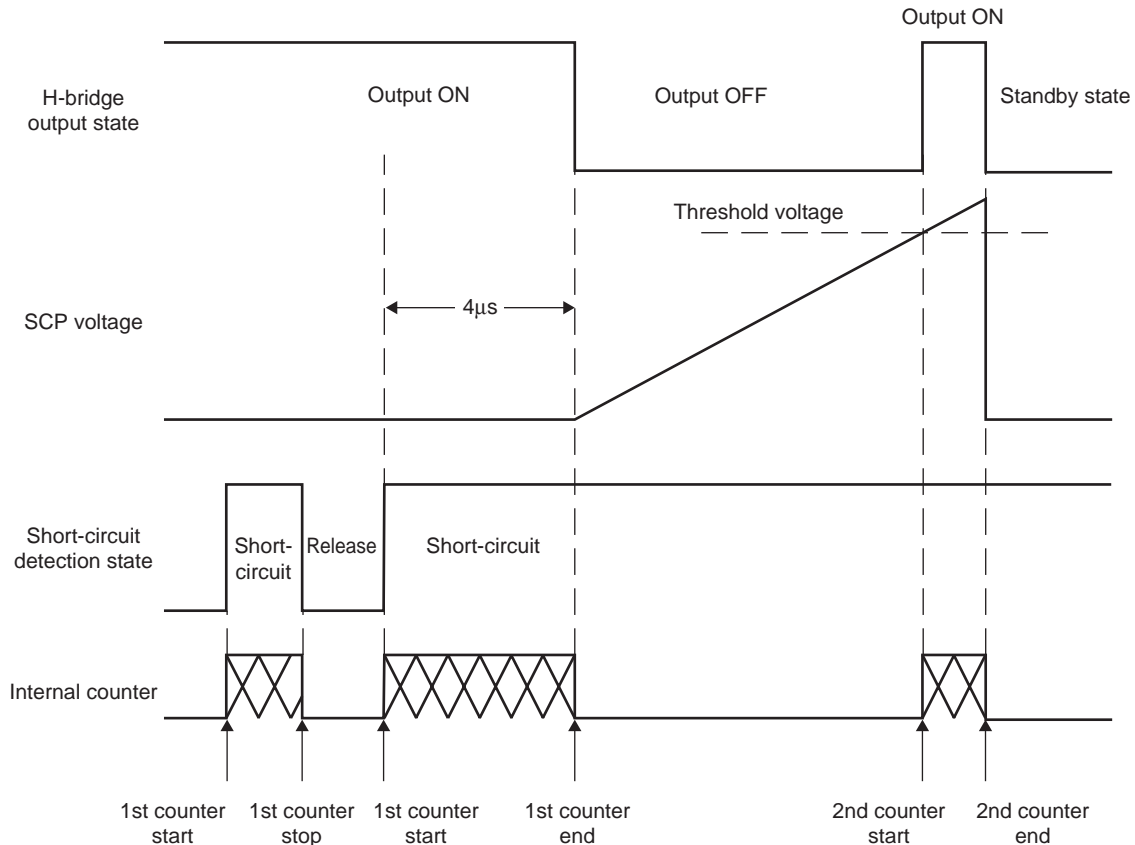 Output ON
H-bridge
output state
Output ON
Output OFF
Standby state
Threshold voltage
4μs
SCP voltage
Short-circuit
detection state
Short-
circuit
Release
Short-circuit
Internal counter
1st counter
start
1st counter
stop
1st counter
start
1st counter
end
2nd counter
start
2nd counter
end